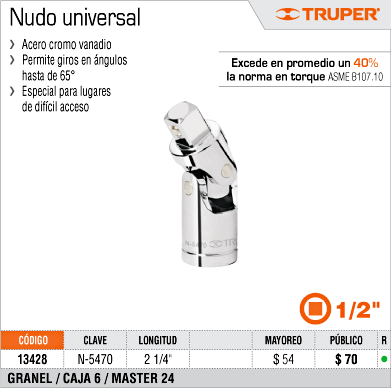 Nudo universal
TRUPER®
Acero cromo vanadio
Permite giros en ángulos
hasta de 65°
Especial para lugares
de difícil acceso
Excede en promedio un 40%
la norma en torque ASME B107.10
N-5470 TRUPER
1/2"
CÓDIGO CLAVE LONGITUD MAYOREO PÚBLICO R
13428 N-5470 2 1/4" $ 54 $ 70
GRANEL / CAJA 6 / MASTER 24